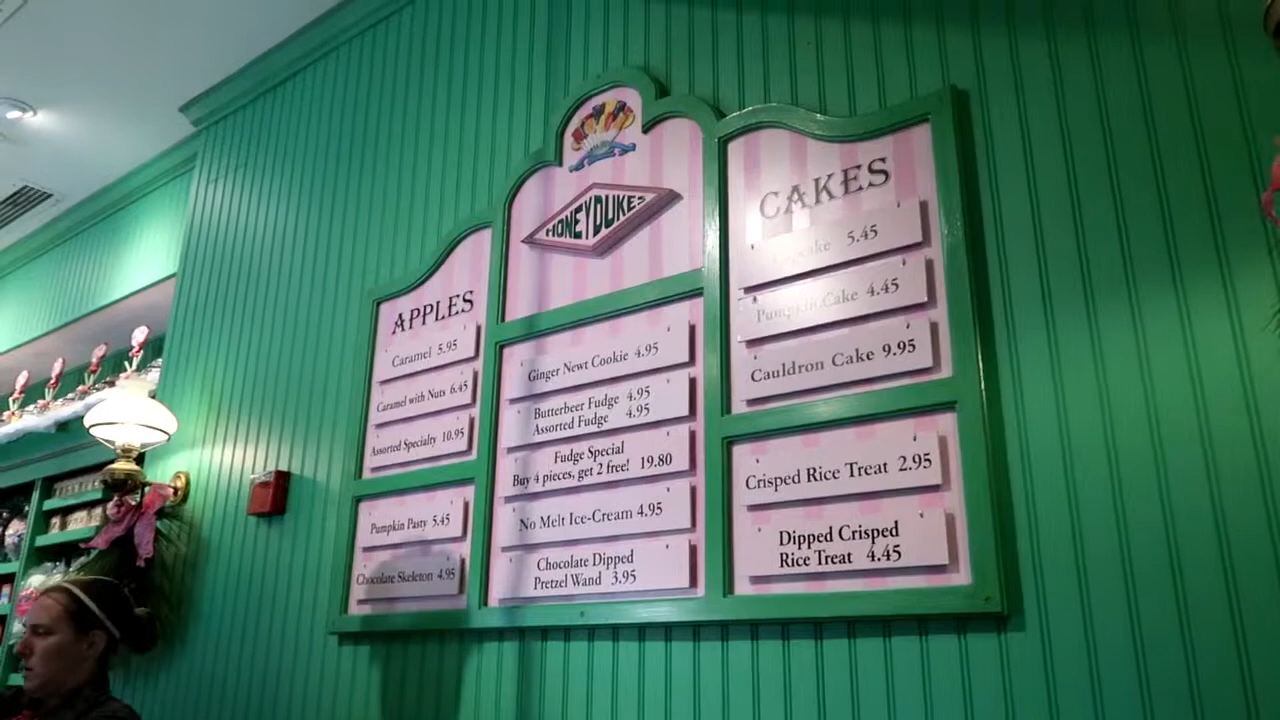 HONEYDUKES
APPLES
Caramel 5.95
Caramel with Nuts 6.45
Assorted Specialty 10.95
Pumpkin Pasty 5.45
Chocolate Skeleton 4.95
Ginger Newt Cookie 4.95
Butterbeer Fudge 4.95
Assorted Fudge 4.95
Fudge Special
Buy 4 pieces, get 2 free! 19.80
No Melt Ice-Cream 4.95
Chocolate Dipped
Pretzel Wand 3.95
CAKES
5.45
Pumpkin Cake 4.45
Cauldron Cake 9.95
Crisped Rice Treat 2.95
Dipped Crisped
Rice Treat 4.45